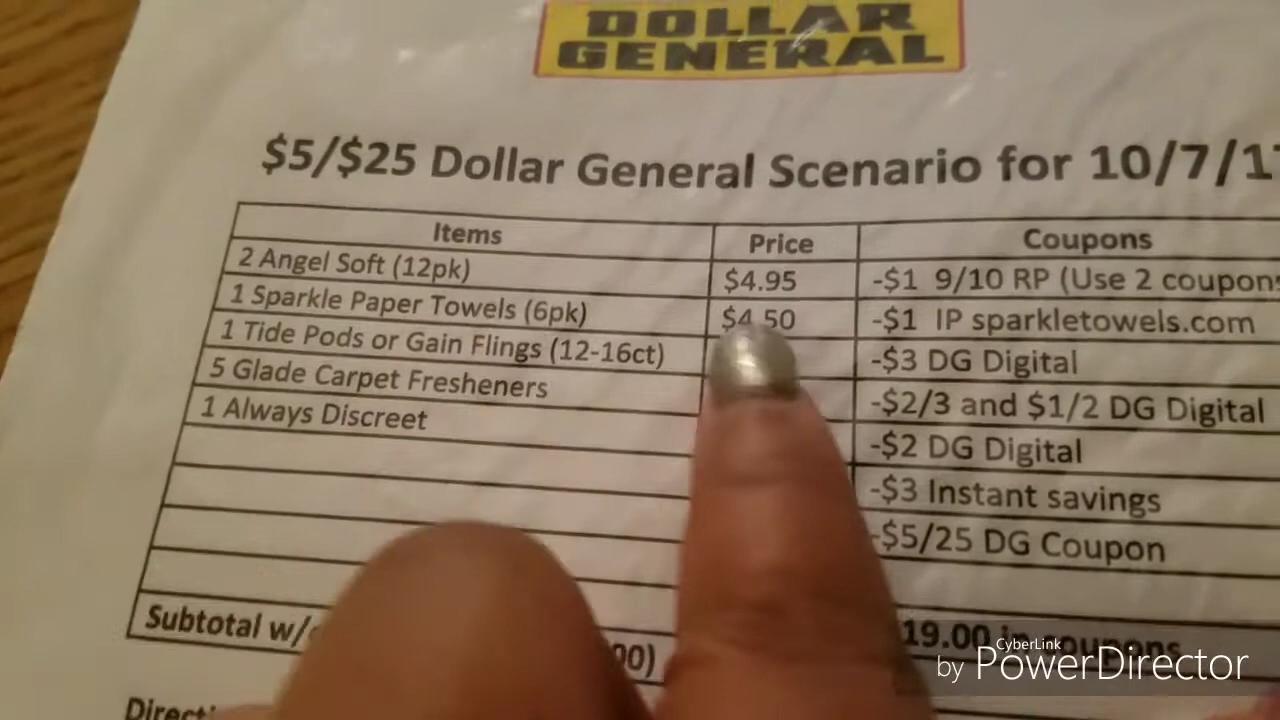 DOLLAR
GENERAL
$5/$25 Dollar General Scenario for 10/7/1
Items Price Coupons
2 Angel Soft (12pk) $4.95 -$1 9/10 RP (Use 2 coupons
1 Sparkle Paper Towels (6pk) $4.50 -$1 IP sparkletowels.com
1 Tide Pods or Gain Flings (12-16ct) -$3 DG Digital
5 Glade Carpet Fresheners -$2/3 and $1/2 DG Digital
1 Always Discreet -$2 DG Digital
-$3 Instant savings
-$5/25 DG Coupon
Subtotal w/ 00) 19.00 in coupons
CyberLink
by PowerDirector